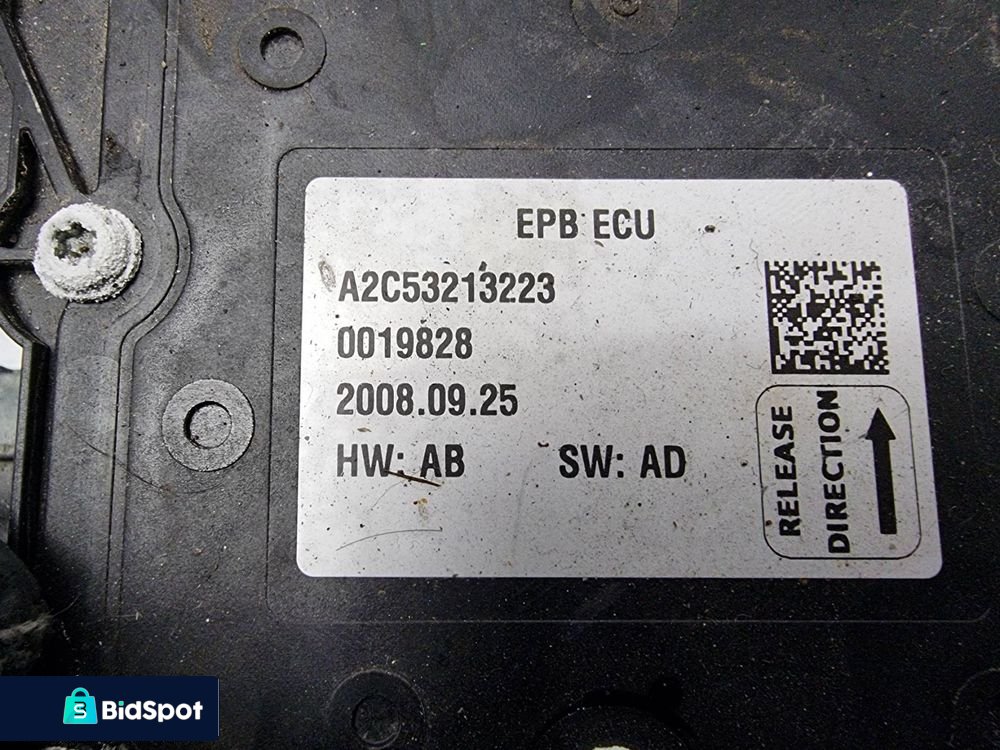 EPB ECU
A2C53213223
0019828
2008.09.25
HW: AB SW: AD
RELEASE
DIRECTION
BidSpot